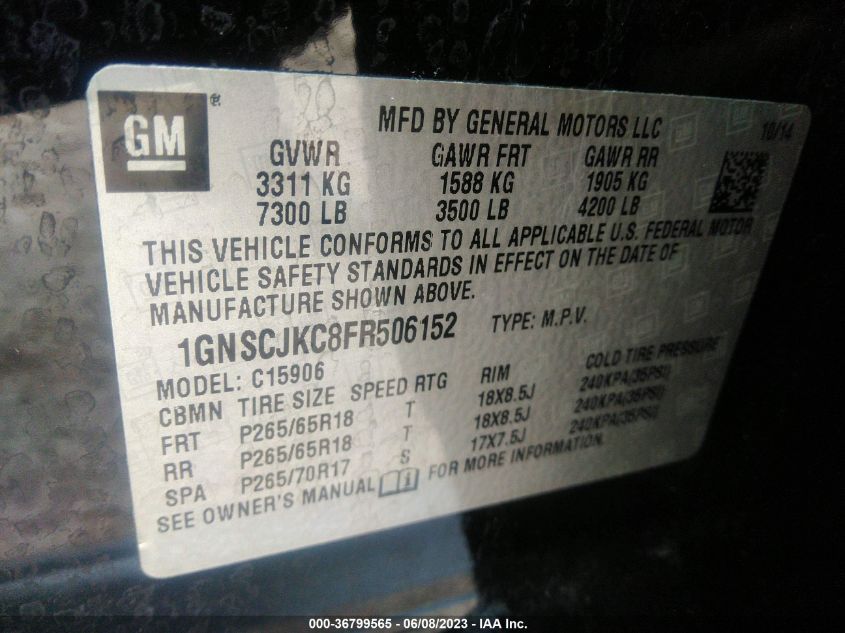 GM ®
MFD BY GENERAL MOTORS LLC 10/14
GVWR GAWR FRT GAWR RR
3311 KG 1588 KG 1905 KG
7300 LB 3500 LB 4200 LB
THIS VEHICLE CONFORMS TO ALL APPLICABLE U.S. FEDERAL MOTOR
VEHICLE SAFETY STANDARDS IN EFFECT ON THE DATE OF
MANUFACTURE SHOWN ABOVE.
1GNSCJKC8FR506152 TYPE: M.P.V.
MODEL: C15906
CBMN TIRE SIZE SPEED RTG RIM COLD TIRE PRESSURE
FRT P265/65R18 T 18X8.5J 240KPA(35PSI)
RR P265/65R18 T 18X8.5J 240KPA(35PSI)
SPA P265/70R17 S 17X7.5J 240KPA(35PSI)
SEE OWNER'S MANUAL FOR MORE INFORMATION.
000-36799565 - 06/08/2023 - IAA Inc.